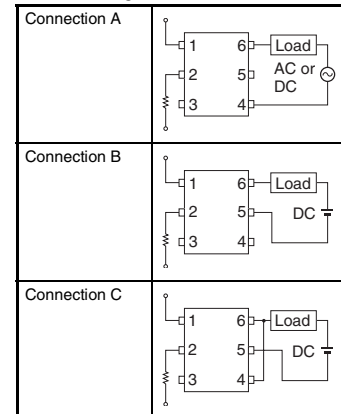 Connection A
1 6 Load
2 5 AC or
DC
3 4
Connection B
1 6 Load
2 5 DC
3 4
Connection C
1 6 Load
2 5 DC
3 4